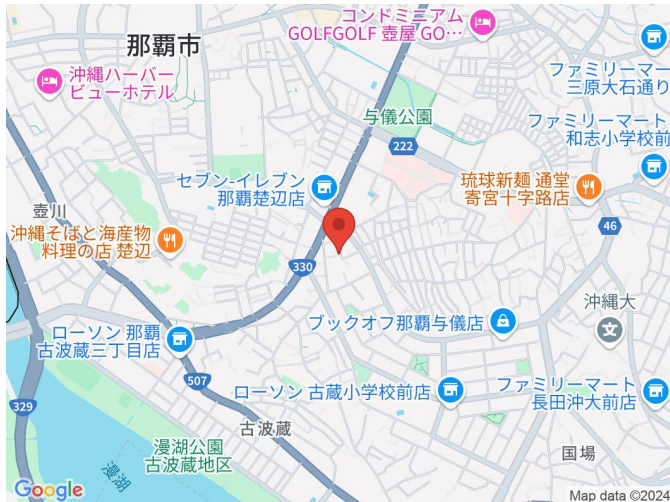 コンドミニアム
GOLFGOLF 壺屋 GO…
那覇市
ファミリーマート
三原大石通り
沖縄ハーバー
ビューホテル
与儀公園
222
ファミリーマート
和志小学校前
セブン-イレブン
那覇楚辺店
琉球新麺 通堂
寄宮十字路店
壺川
沖縄そばと海産物
料理の店 楚辺
46
330
沖縄大
文
ブックオフ那覇与儀店
ローソン 那覇
古波蔵三丁目店
507
ローソン 古蔵小学校前店
ファミリーマート
長田沖大前店
329
古波蔵
漫湖公園
古波蔵地区
国場
漫湖
Google
Map data ©2024